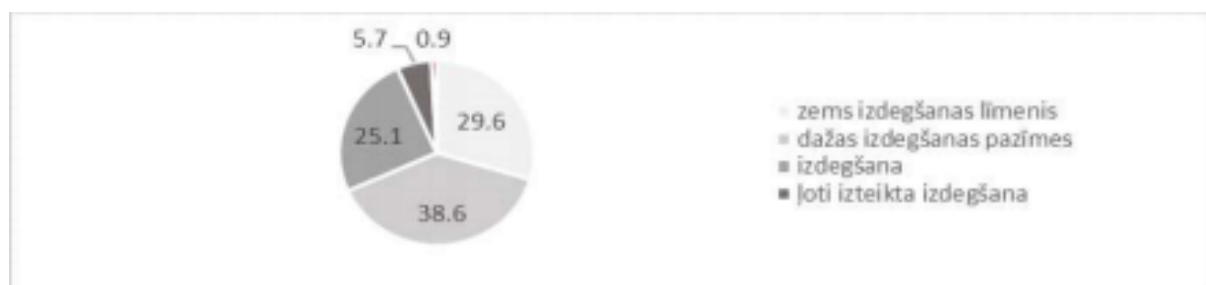 5.7 0.9
29.6
25.1
38.6
zems izdegšanas līmenis
dažas izdegšanas pazīmes
izdegšana
ļoti izteikta izdegšana